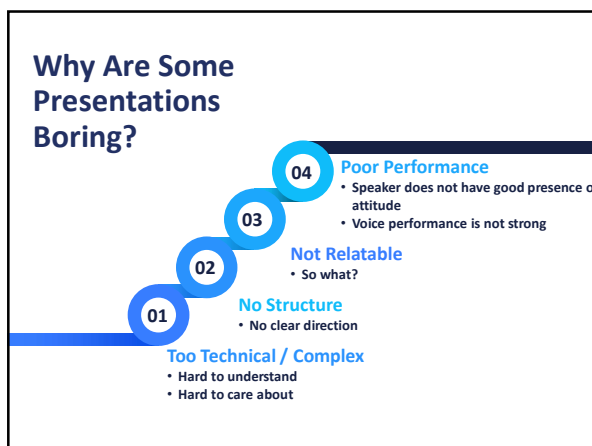 Why Are Some
Presentations
Boring?
04
Poor Performance
• Speaker does not have good presence o
attitude
• Voice performance is not strong
03
Not Relatable
• So what?
02
No Structure
• No clear direction
01
Too Technical / Complex
• Hard to understand
• Hard to care about